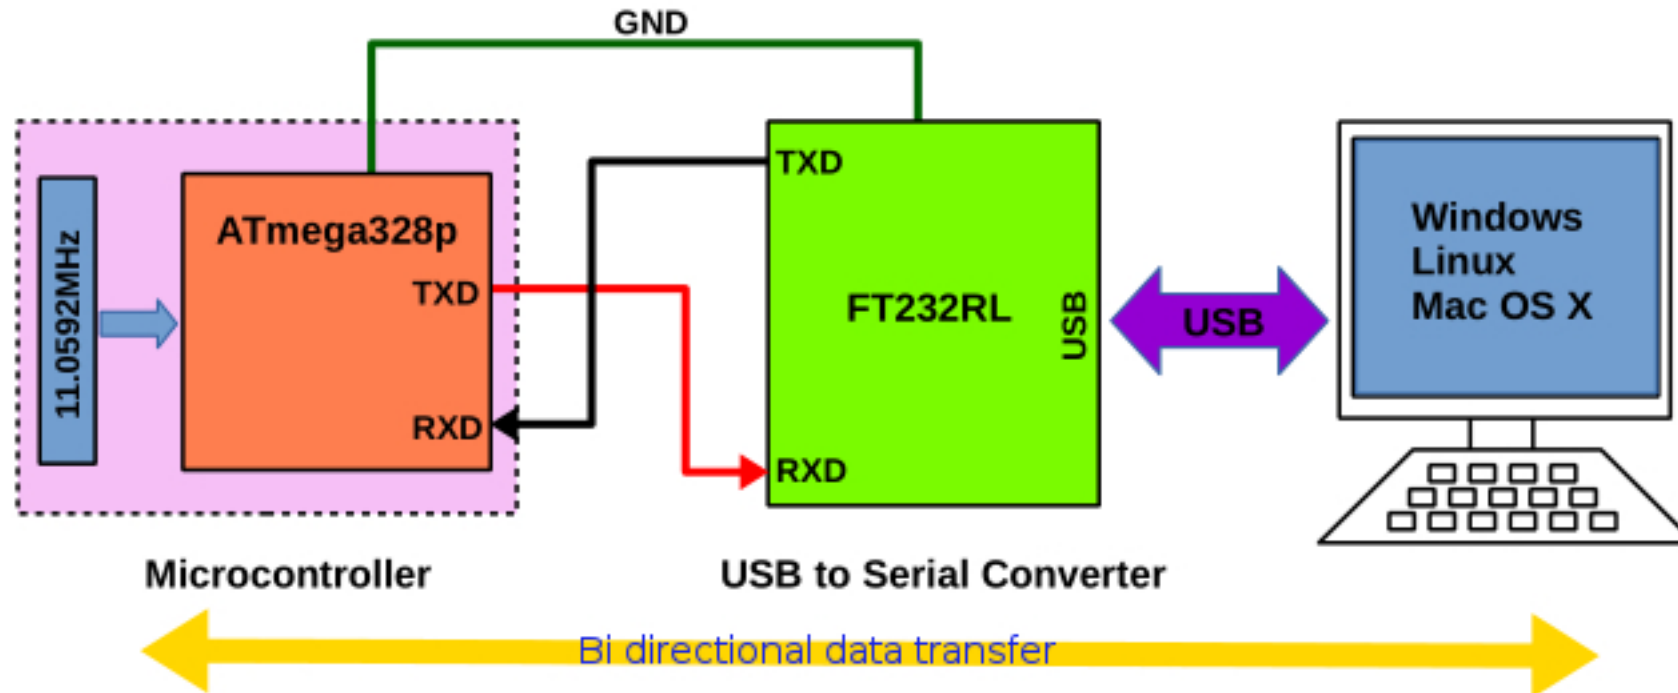 GND
11.0592MHz
ATmega328p
TXD
RXD
TXD
FT232RL
USB
RXD
USB
Windows
Linux
Mac OS X
Microcontroller
USB to Serial Converter
Bi directional data transfer